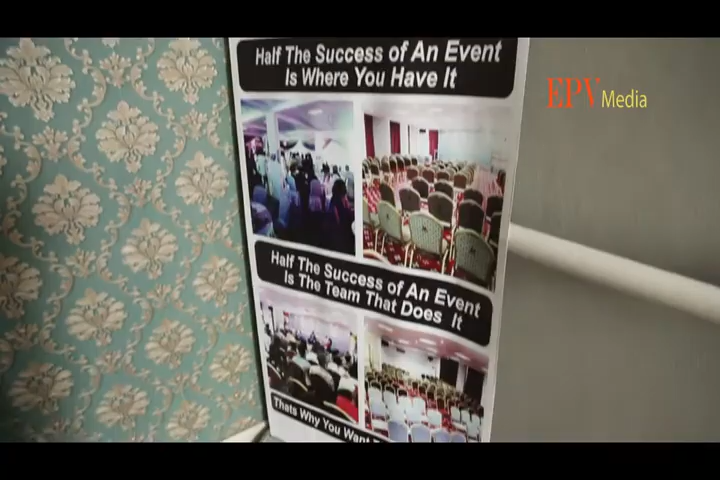 Half The Success of An Event
Is Where You Have It
EPV Media
Half The Success of An Event
Is The Team That Does It
Thats Why You Want